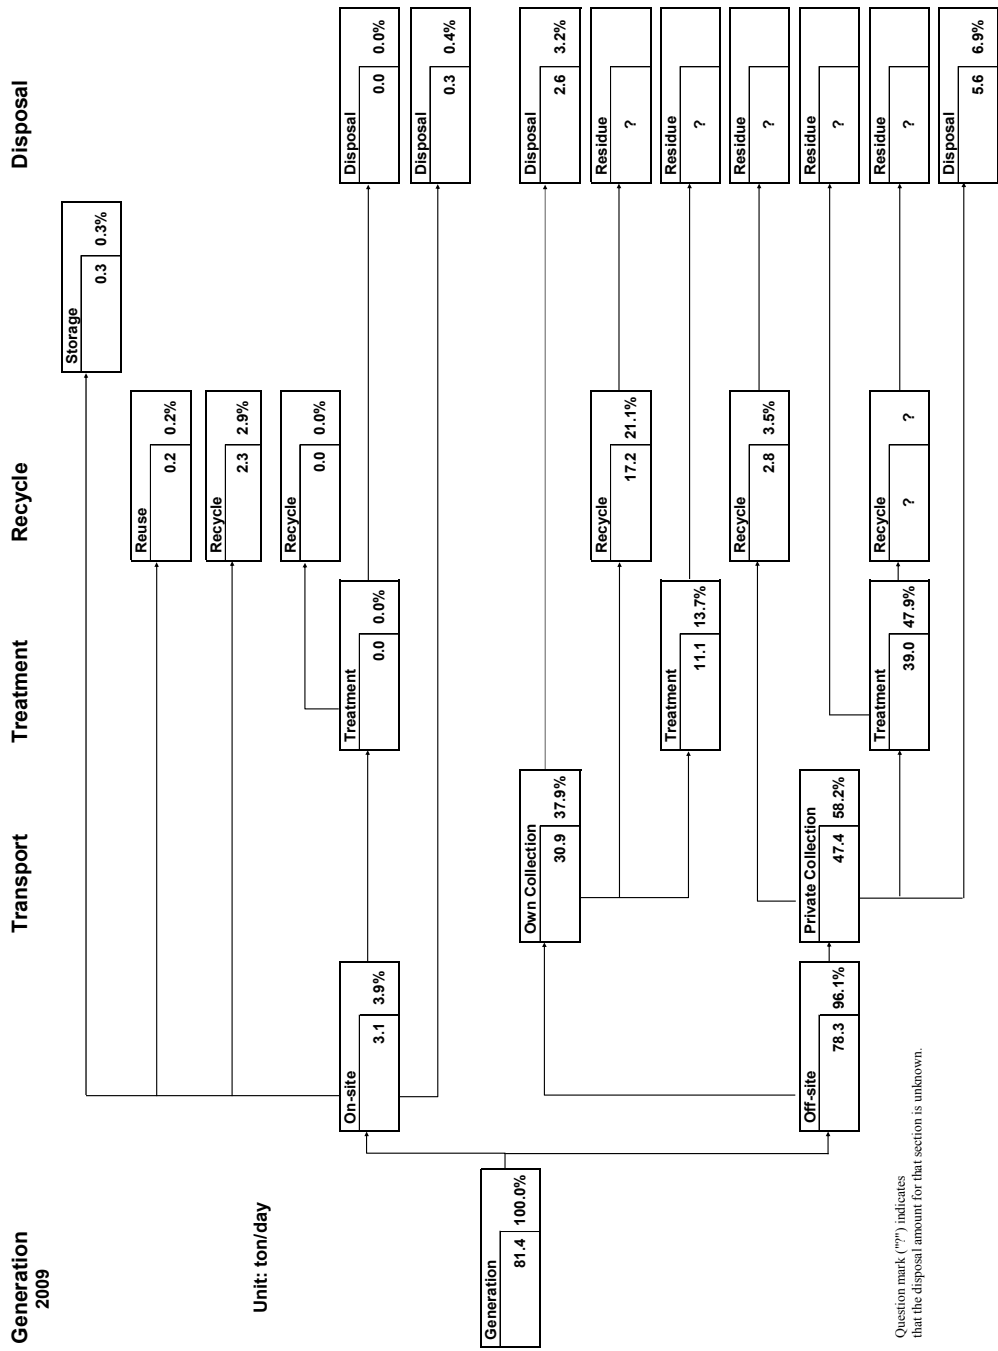 Generation
2009
Transport
Treatment
Recycle
Disposal
Unit: ton/day
Generation
81.4 100.0%
On-site
3.1 3.9%
Off-site
78.3 96.1%
Own Collection
30.9 37.9%
Private Collection
47.4 58.2%
Treatment
0.0 0.0%
Treatment
11.1 13.7%
Treatment
39.0 47.9%
Reuse
0.2 0.2%
Recycle
2.3 2.9%
Recycle
0.0 0.0%
Recycle
17.2 21.1%
Recycle
2.8 3.5%
Recycle
? ?
Storage
0.3 0.3%
Disposal
0.0 0.0%
Disposal
0.3 0.4%
Disposal
2.6 3.2%
Residue
?
Residue
?
Residue
?
Residue
?
Residue
?
Disposal
5.6 6.9%
Question mark ("?") indicates
that the disposal amount for that section is unknown.